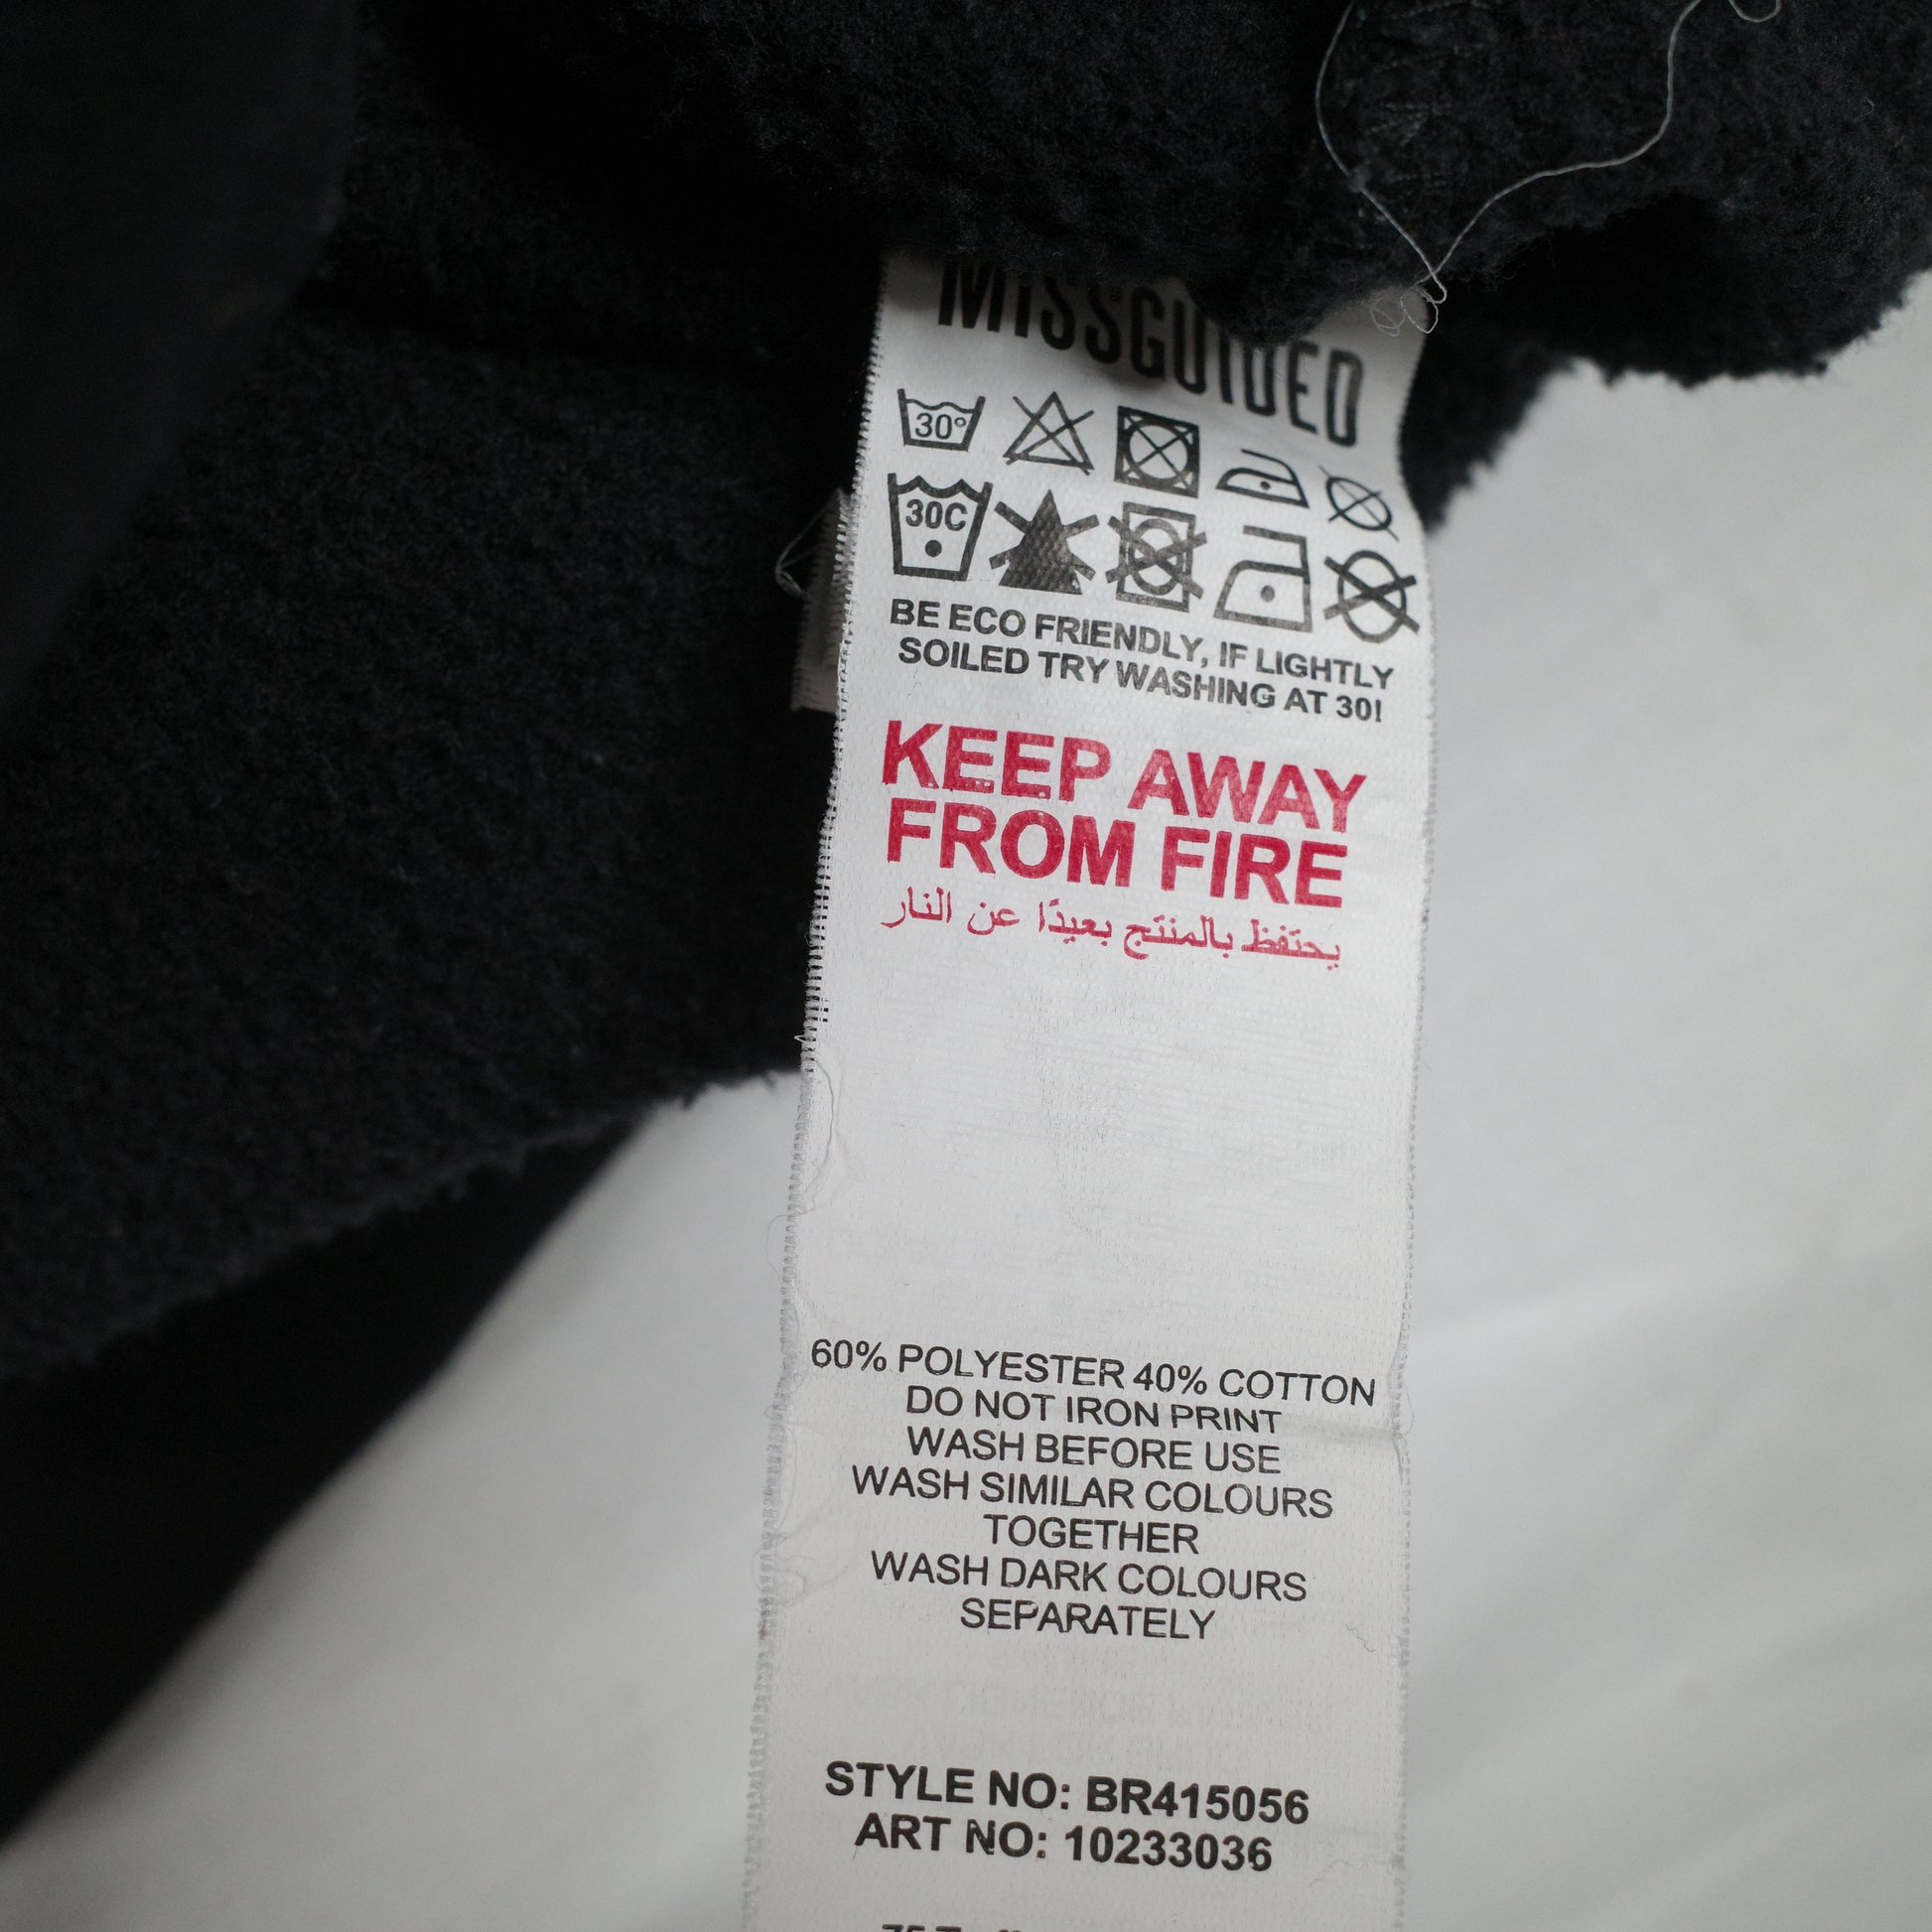 MISSGUIDED
30°
30C
BE ECO FRIENDLY, IF LIGHTLY
SOILED TRY WASHING AT 30!
KEEP AWAY
FROM FIRE
يحتفظ بالمنتج بعيدًا عن النار
60% POLYESTER 40% COTTON
DO NOT IRON PRINT
WASH BEFORE USE
WASH SIMILAR COLOURS
TOGETHER
WASH DARK COLOURS
SEPARATELY
STYLE NO: BR415056
ART NO: 10233036